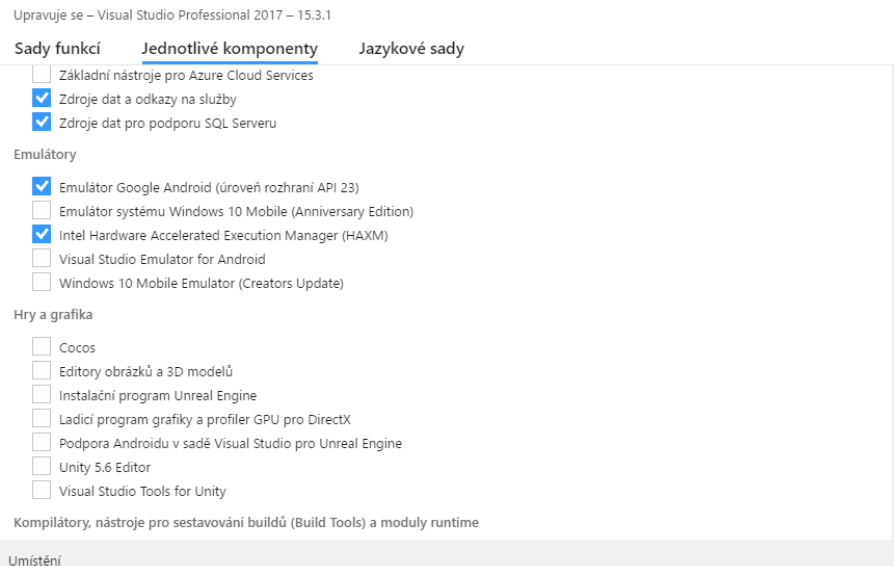 Upravuje se – Visual Studio Professional 2017 – 15.3.1
Sady funkcí Jednotlivé komponenty Jazykové sady
Základní nástroje pro Azure Cloud Services
Zdroje dat a odkazy na služby
Zdroje dat pro podporu SQL Serveru
Emulátory
Emulátor Google Android (úroveň rozhraní API 23)
Emulátor systému Windows 10 Mobile (Anniversary Edition)
Intel Hardware Accelerated Execution Manager (HAXM)
Visual Studio Emulator for Android
Windows 10 Mobile Emulator (Creators Update)
Hry a grafika
Cocos
Editory obrázků a 3D modelů
Instalační program Unreal Engine
Ladicí program grafiky a profiler GPU pro DirectX
Podpora Androidu v sadě Visual Studio pro Unreal Engine
Unity 5.6 Editor
Visual Studio Tools for Unity
Kompilátory, nástroje pro sestavování buildů (Build Tools) a moduly runtime
Umístění